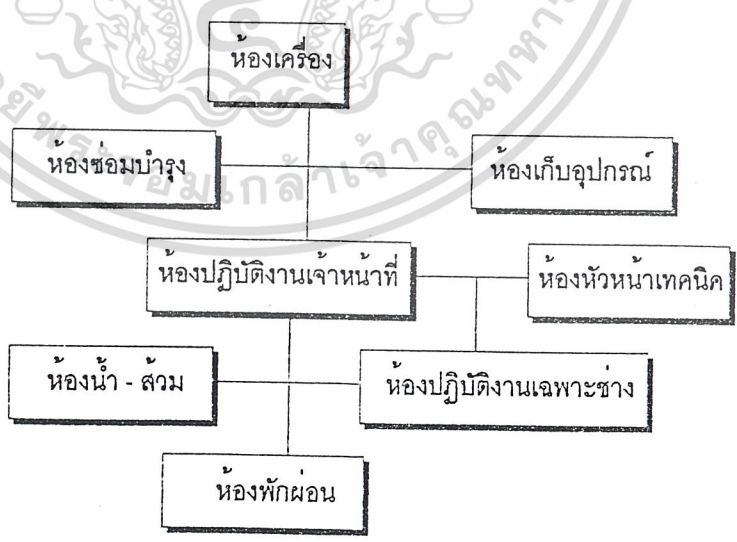 ห้องเครื่อง
ห้องซ่อมบำรุง
ห้องเก็บอุปกรณ์
ห้องปฏิบัติงานเจ้าหน้าที่
ห้องหัวหน้าเทคนิค
ห้องน้ำ - ส้วม
ห้องปฏิบัติงานเฉพาะช่าง
ห้องพักผ่อน